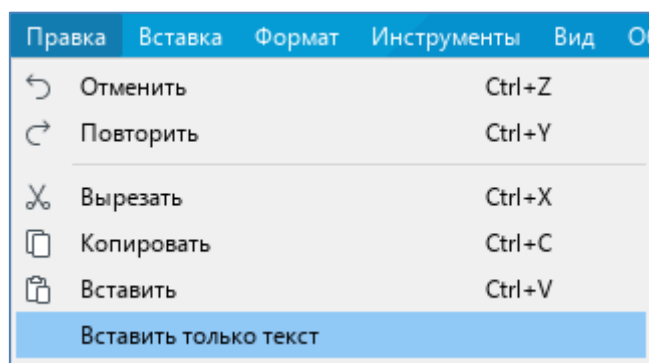 Правка Вставка Формат Инструменты Вид
Отменить Ctrl+Z
Повторить Ctrl+Y
Вырезать Ctrl+X
Копировать Ctrl+C
Вставить Ctrl+V
Вставить только текст